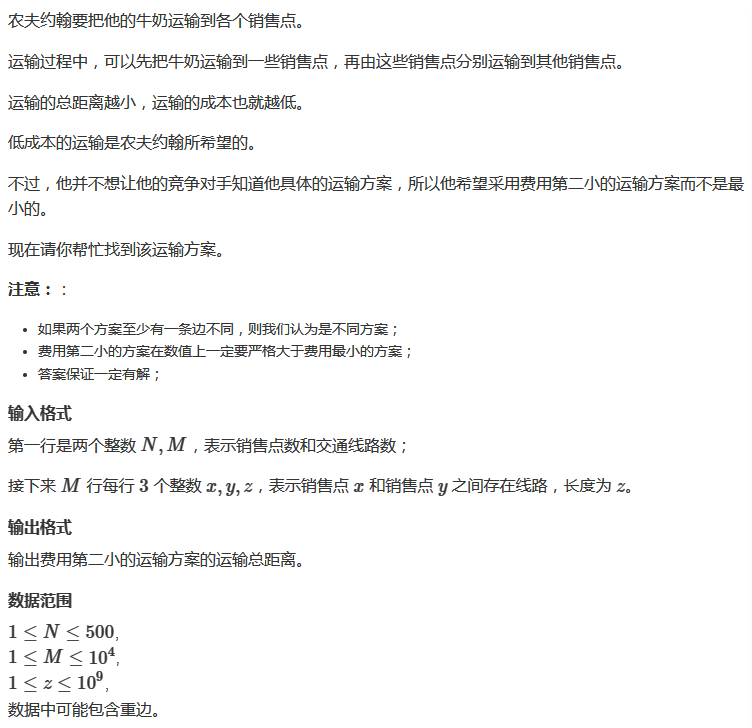 农夫约翰要把他的牛奶运输到各个销售点。
运输过程中，可以先把牛奶运输到一些销售点，再由这些销售点分别运输到其他销售点。
运输的总距离越小，运输的成本也就越低。
低成本的运输是农夫约翰所希望的。
不过，他并不想让他的竞争对手知道他具体的运输方案，所以他希望采用费用第二小的运输方案而不是最
小的。
现在请你帮忙找到该运输方案。
注意：：
• 如果两个方案至少有一条边不同，则我们认为是不同方案；
• 费用第二小的方案在数值上一定要严格大于费用最小的方案；
• 答案保证一定有解；
输入格式
第一行是两个整数 N, M，表示销售点数和交通线路数；
接下来 M 行每行 3 个整数 x, y, z，表示销售点 x 和销售点 y 之间存在线路，长度为 z。
输出格式
输出费用第二小的运输方案的运输总距离。
数据范围
1 ≤ N ≤ 500,
1 ≤ M ≤ 10⁴,
1 ≤ z ≤ 10⁹,
数据中可能包含重边。